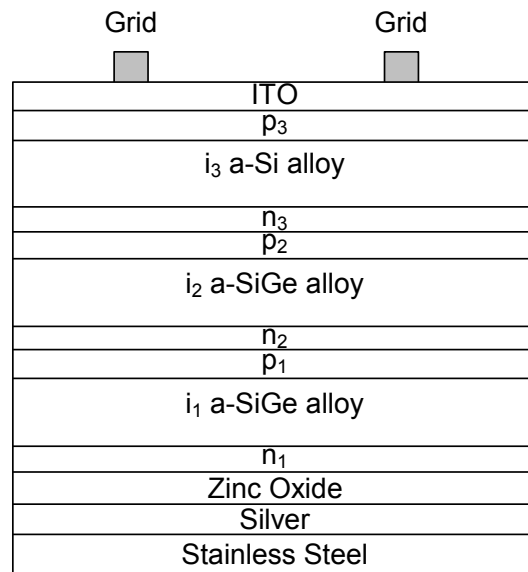 Grid Grid
ITO
p₃
i₃ a-Si alloy
n₃
p₂
i₂ a-SiGe alloy
n₂
p₁
i₁ a-SiGe alloy
n₁
Zinc Oxide
Silver
Stainless Steel